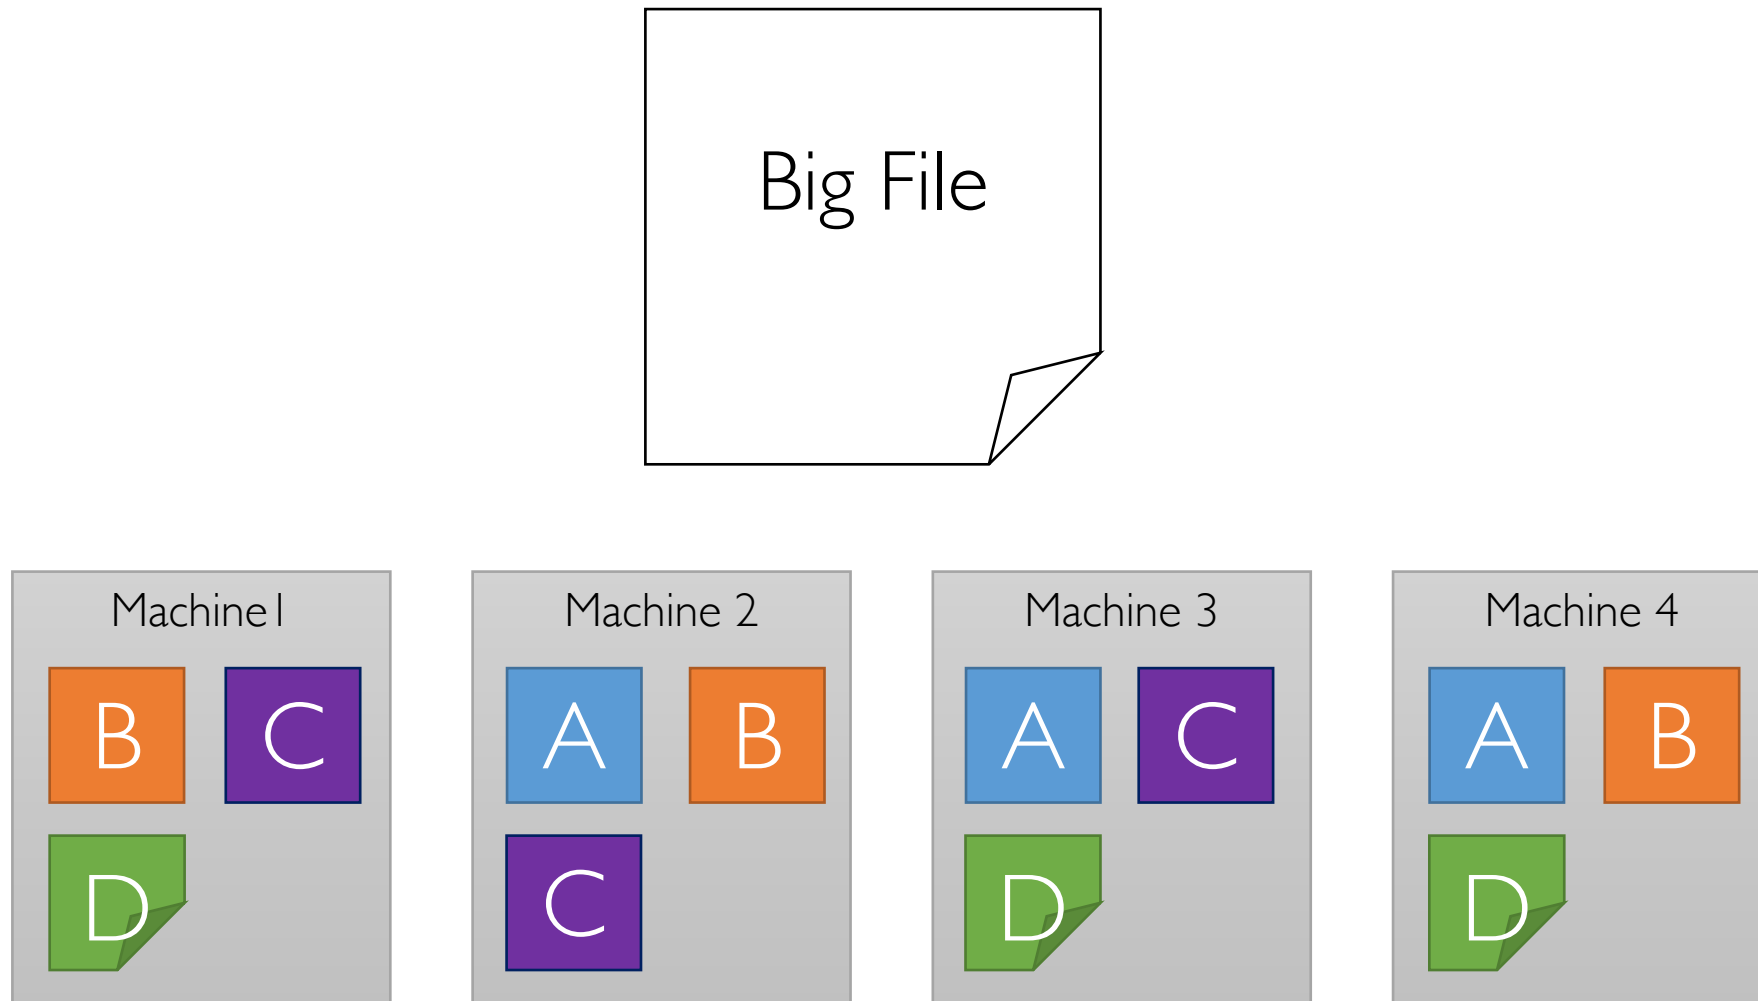 Big File
Machine1
B C
D
Machine 2
A B
C
Machine 3
A C
D
Machine 4
A B
D